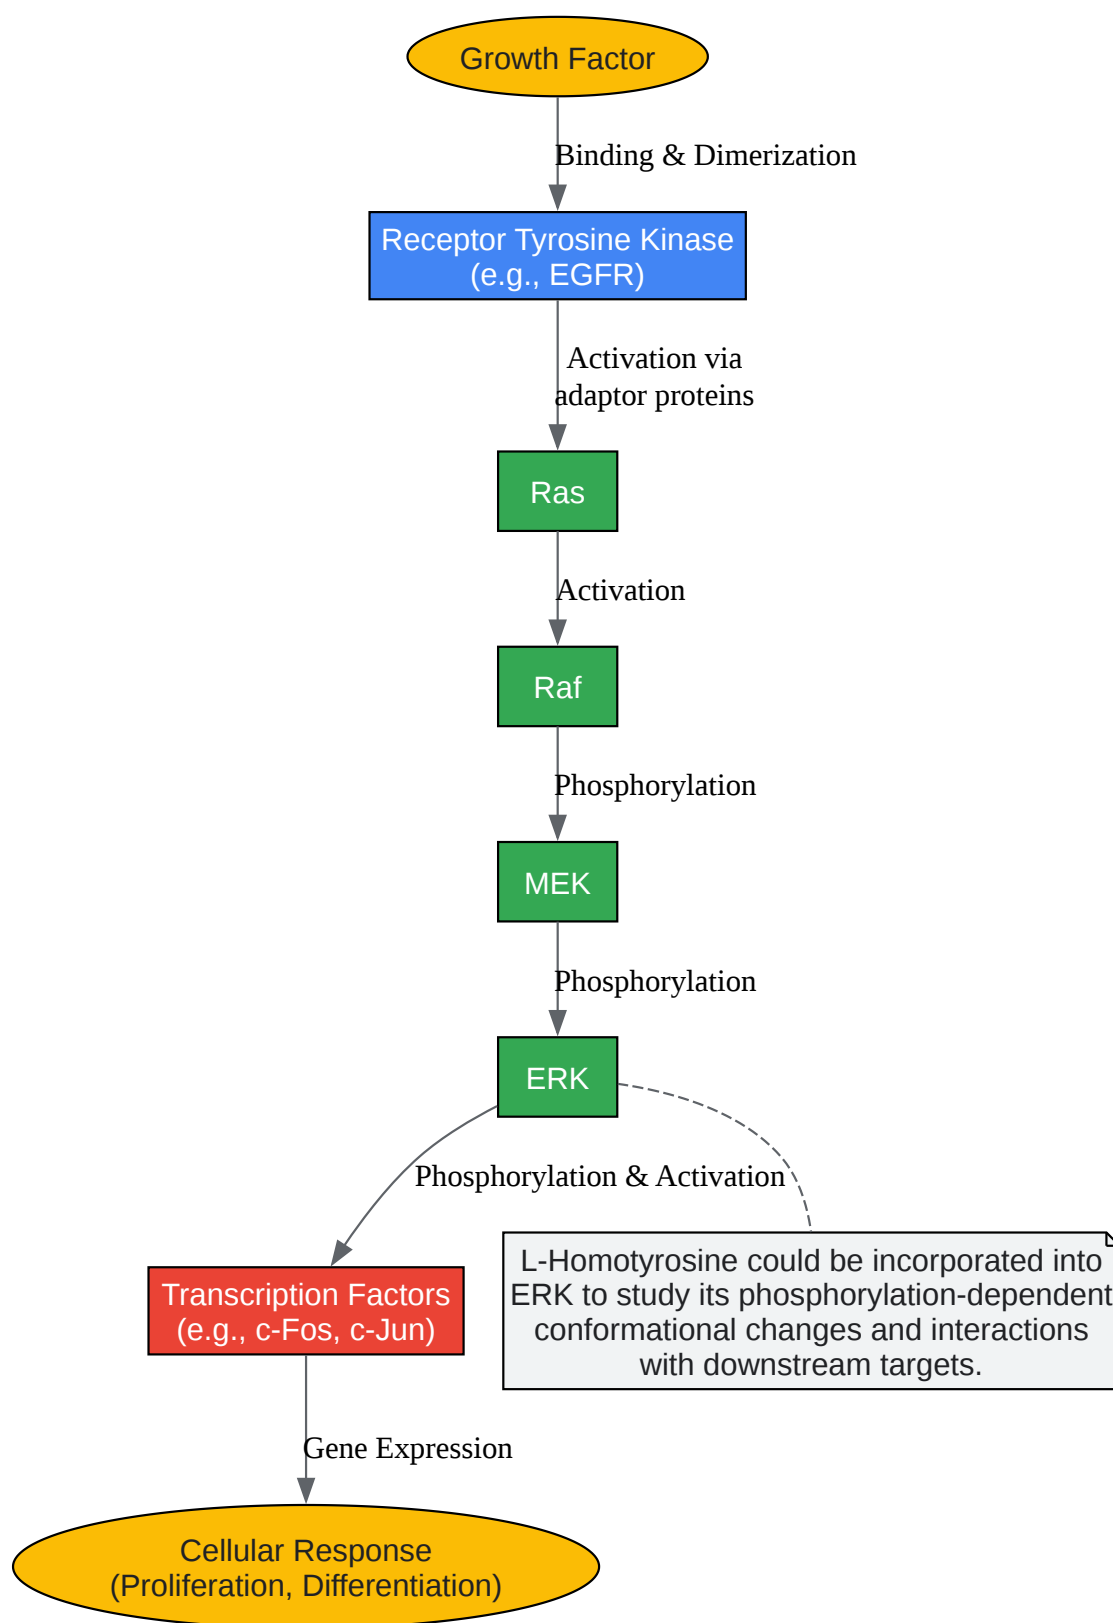 Growth Factor
Binding & Dimerization
Receptor Tyrosine Kinase
(e.g., EGFR)
Activation via
adaptor proteins
Ras
Activation
Raf
Phosphorylation
MEK
Phosphorylation
ERK
Phosphorylation & Activation
L-Homotyrosine could be incorporated into
ERK to study its phosphorylation-dependent
conformational changes and interactions
with downstream targets.
Transcription Factors
(e.g., c-Fos, c-Jun)
Gene Expression
Cellular Response
(Proliferation, Differentiation)